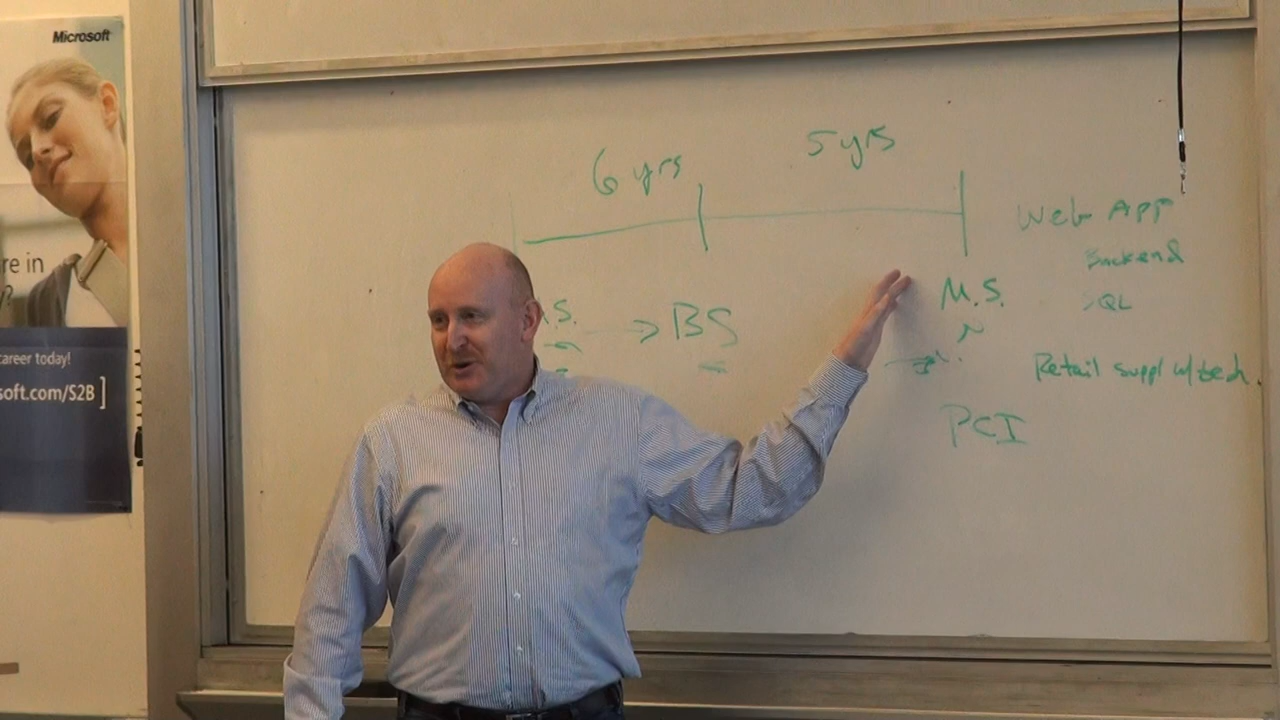 Microsoft
re in
y?
career today!
soft.com/S2B ]
6 yrs
5 yrs
Web App
Backend
QL
M.S.
.S. → BS
Retail suppl w/tech.
PCI